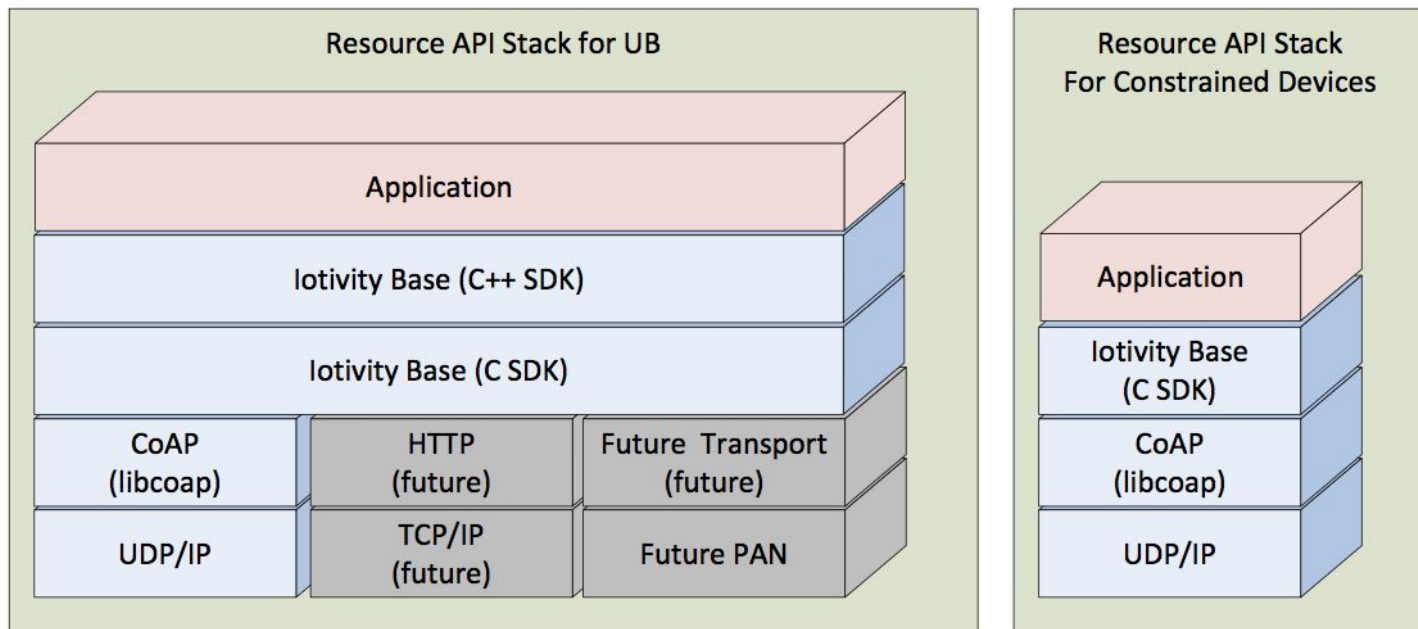 Resource API Stack for UB
Application
Iotivity Base (C++ SDK)
Iotivity Base (C SDK)
CoAP
(libcoap)
HTTP
(future)
Future Transport
(future)
UDP/IP
TCP/IP
(future)
Future PAN
Resource API Stack
For Constrained Devices
Application
Iotivity Base
(C SDK)
CoAP
(libcoap)
UDP/IP